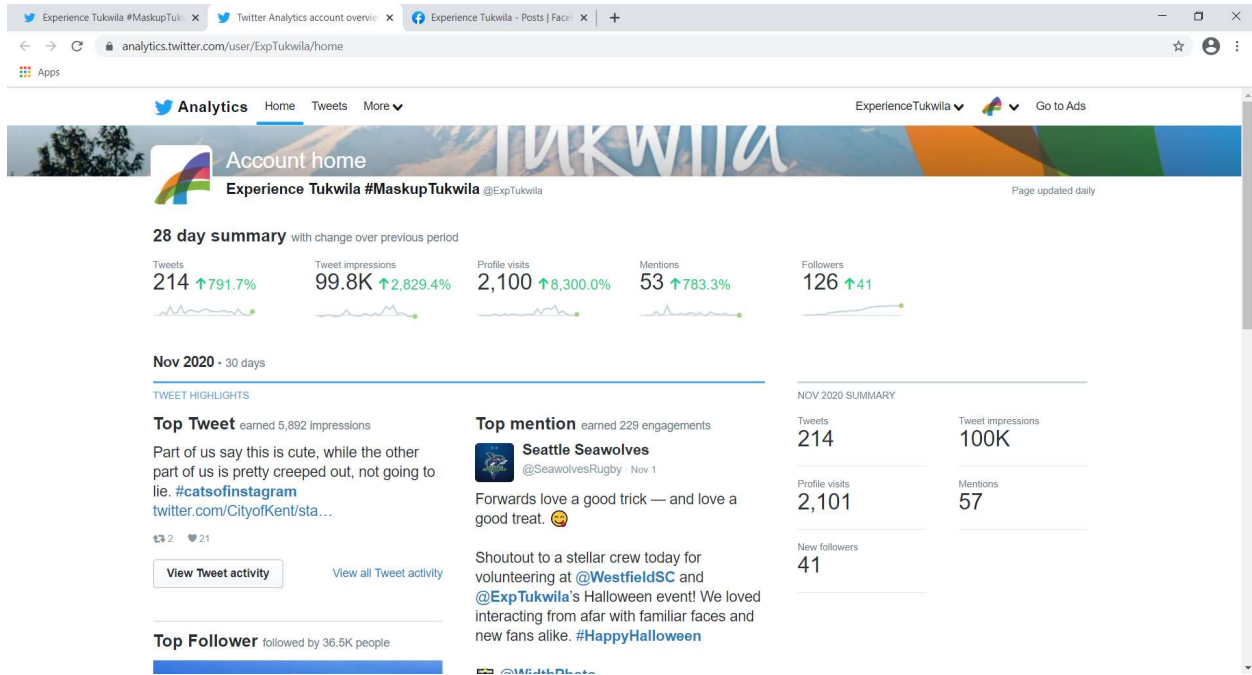 Experience Tukwila #MaskupTuk
Twitter Analytics account overvie
Experience Tukwila - Posts | Face
analytics.twitter.com/user/ExpTukwila/home
Apps
Analytics Home Tweets More
ExperienceTukwila Go to Ads
Tukwila
Account home
Experience Tukwila #MaskupTukwila @ExpTukwila
Page updated daily
28 day summary with change over previous period
Tweets
214 ↑791.7%
Tweet impressions
99.8K ↑2,829.4%
Profile visits
2,100 ↑8,300.0%
Mentions
53 ↑783.3%
Followers
126 ↑41
Nov 2020 • 30 days
TWEET HIGHLIGHTS
Top Tweet earned 5,892 impressions
Part of us say this is cute, while the other
part of us is pretty creeped out, not going to
lie. #catsofinstagram
twitter.com/CityofKent/sta…
2 21
View Tweet activity
View all Tweet activity
Top Follower followed by 36.5K people
Top mention earned 229 engagements
Seattle Seawolves
@SeawolvesRugby · Nov 1
Forwards love a good trick — and love a
good treat. 😋
Shoutout to a stellar crew today for
volunteering at @WestfieldSC and
@ExpTukwila's Halloween event! We loved
interacting from afar with familiar faces and
new fans alike. #HappyHalloween
📸 @WidthPhoto
NOV 2020 SUMMARY
Tweets
214
Tweet impressions
100K
Profile visits
2,101
Mentions
57
New followers
41